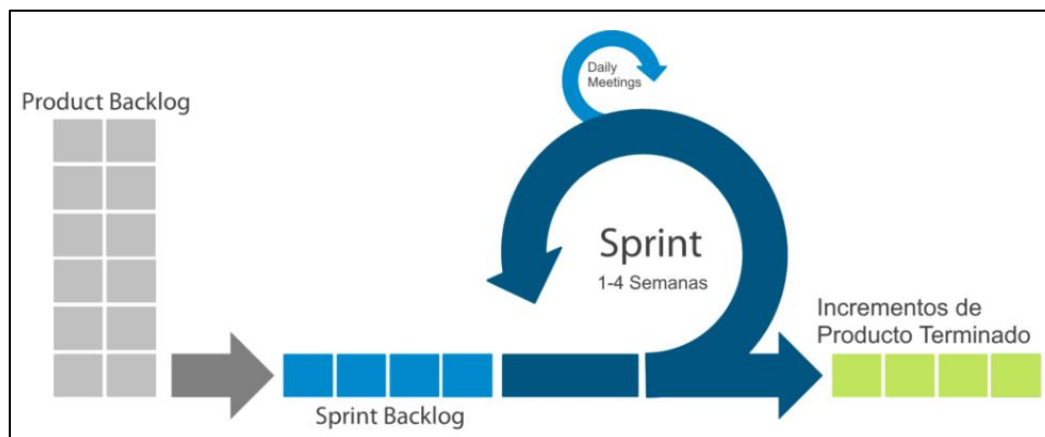 Daily
Meetings
Product Backlog
Sprint
1-4 Semanas
Incrementos de
Producto Terminado
Sprint Backlog